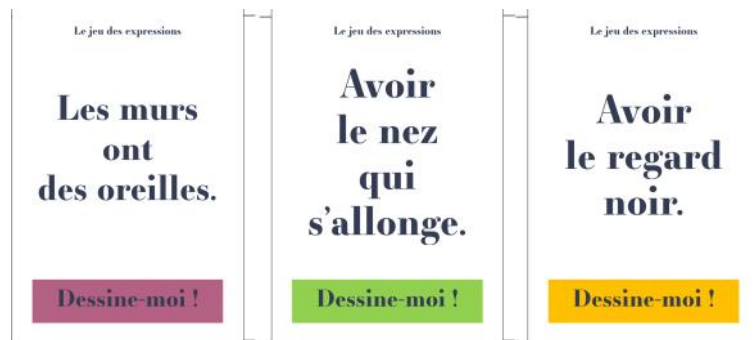 Le jeu des expressions
Les murs
ont
des oreilles.
Dessine-moi !
Le jeu des expressions
Avoir
le nez
qui
s'allonge.
Dessine-moi !
Le jeu des expressions
Avoir
le regard
noir.
Dessine-moi !